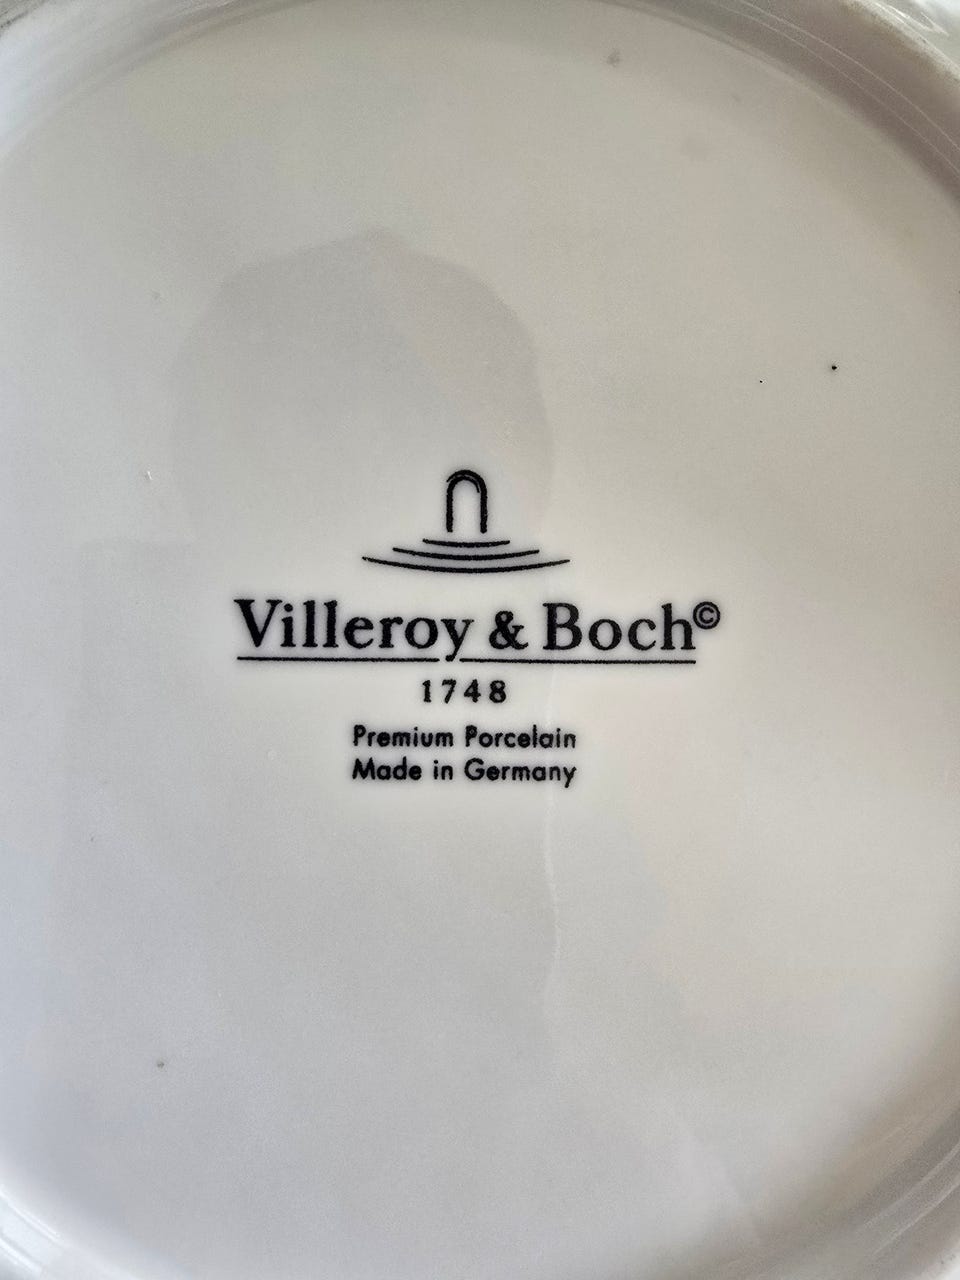 Villeroy & Boch©
1748
Premium Porcelain
Made in Germany